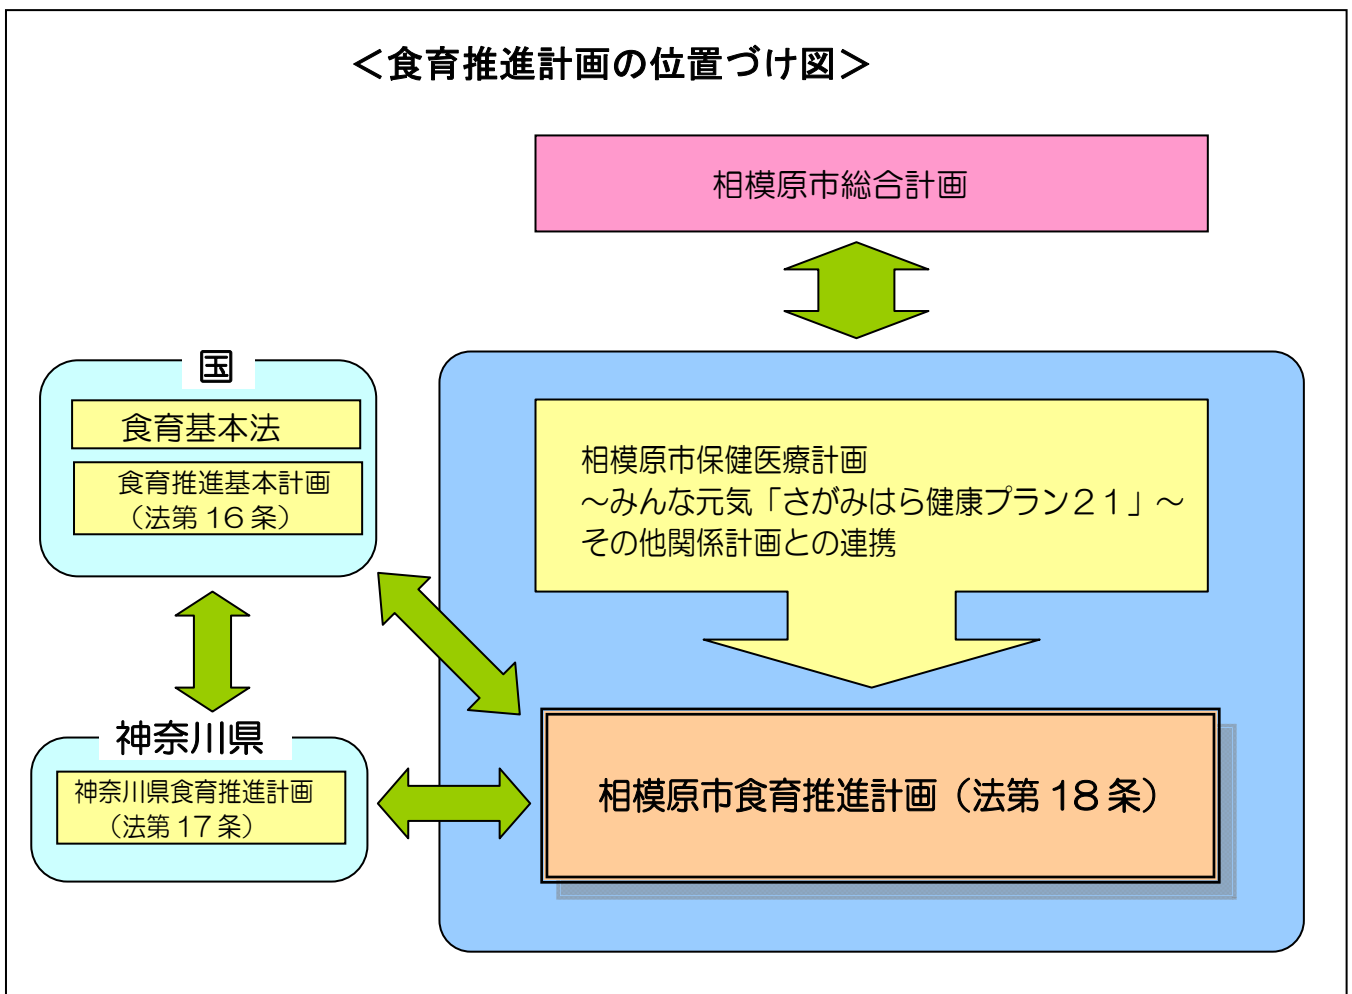 ＜食育推進計画の位置づけ図＞
相模原市総合計画
国
食育基本法
食育推進基本計画
（法第 16 条）
相模原市保健医療計画
～みんな元気「さがみはら健康プラン２１」～
その他関係計画との連携
神奈川県
神奈川県食育推進計画
（法第 17 条）
相模原市食育推進計画（法第 18 条）